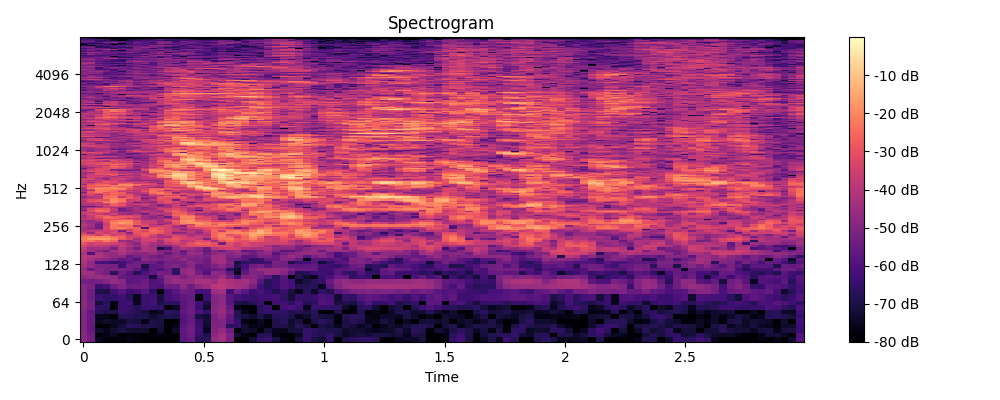 Spectrogram
Hz
4096
2048
1024
512
256
128
64
0
0
0.5
1
1.5
2
2.5
Time
-10 dB
-20 dB
-30 dB
-40 dB
-50 dB
-60 dB
-70 dB
-80 dB